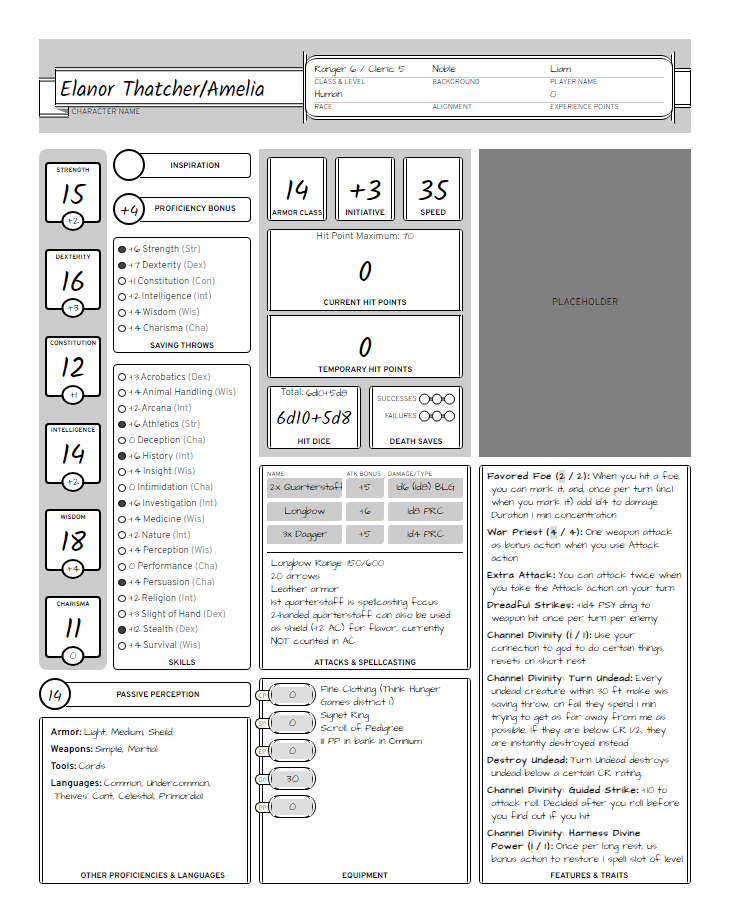 Elanor Thatcher/Amelia
CHARACTER NAME
Ranger 6 / Cleric 5
Noble
Liam
CLASS & LEVEL
BACKGROUND
PLAYER NAME
Human
0
RACE
ALIGNMENT
EXPERIENCE POINTS
STRENGTH
15
+2
DEXTERITY
16
+3
CONSTITUTION
12
+1
INTELLIGENCE
14
+2
WISDOM
18
+4
CHARISMA
11
0
INSPIRATION
+4
PROFICIENCY BONUS
+6 Strength (Str)
+7 Dexterity (Dex)
+1 Constitution (Con)
+2 Intelligence (Int)
+4 Wisdom (Wis)
+4 Charisma (Cha)
SAVING THROWS
+3 Acrobatics (Dex)
+4 Animal Handling (Wis)
+2 Arcana (Int)
+6 Athletics (Str)
0 Deception (Cha)
+6 History (Int)
+4 Insight (Wis)
0 Intimidation (Cha)
+6 Investigation (Int)
+4 Medicine (Wis)
+2 Nature (Int)
+4 Perception (Wis)
0 Performance (Cha)
+4 Persuasion (Cha)
+2 Religion (Int)
+3 Slight of Hand (Dex)
+12 Stealth (Dex)
+4 Survival (Wis)
SKILLS
14
PASSIVE PERCEPTION
Armor: Light, Medium, Sheild
Weapons: Simple, Martial
Tools: Cards
Languages: Common, Undercommon,
Theives' Cant, Celestial, Primordial
OTHER PROFICIENCIES & LANGUAGES
14
ARMOR CLASS
+3
INITIATIVE
35
SPEED
Hit Point Maximum: 70
0
CURRENT HIT POINTS
0
TEMPORARY HIT POINTS
Total: 6d10+5d8
6d10+5d8
HIT DICE
SUCCESSES
FAILURES
DEATH SAVES
NAME
ATK BONUS
DAMAGE/TYPE
2x Quarterstaff
+5
1d6 (1d8) BLG
Longbow
+6
1d8 PRC
3x Dagger
+5
1d4 PRC
Longbow Range: 150/600
20 arrows
Leather armor
1st quarterstaff is spellcasting focus
2-handed quarterstaff can also be used
as shield (+2 AC) for flavor, currently
NOT counted in AC
ATTACKS & SPELLCASTING
CP
0
SP
0
EP
0
GP
30
PP
0
Fine Clothing (Think Hunger
Games district 1)
Signet Ring
Scroll of Pedigree
11 PP in bank in Omnium
EQUIPMENT
PLACEHOLDER
Favored Foe (2 / 2): When you hit a foe,
you can mark it, and, once per turn (incl
when you mark it) add 1d4 to damage.
Duration 1 min concentration
War Priest (4 / 4): One weapon attack
as bonus action when you use Attack
action
Extra Attack: You can attack twice when
you take the Attack action on your turn
Dreadful Strikes: +1d4 PSY dmg to
weapon hit once per turn per enemy
Channel Divinity (1 / 1): Use your
connection to god to do certain things,
resets on short rest
Channel Divinity: Turn Undead: Every
undead creature within 30 ft. make wis
saving throw, on fail they spend 1 min
trying to get as far away from me as
possible. If they are below CR 1/2, they
are instantly destroyed instead
Destroy Undead: Turn Undead destroys
undead below a certain CR rating.
Channel Divinity: Guided Strike: +10 to
attack roll. Decided after you roll before
you find out if you hit
Channel Divinity: Harness Divine
Power (1 / 1): Once per long rest, us
bonus action to restore 1 spell slot of level
FEATURES & TRAITS